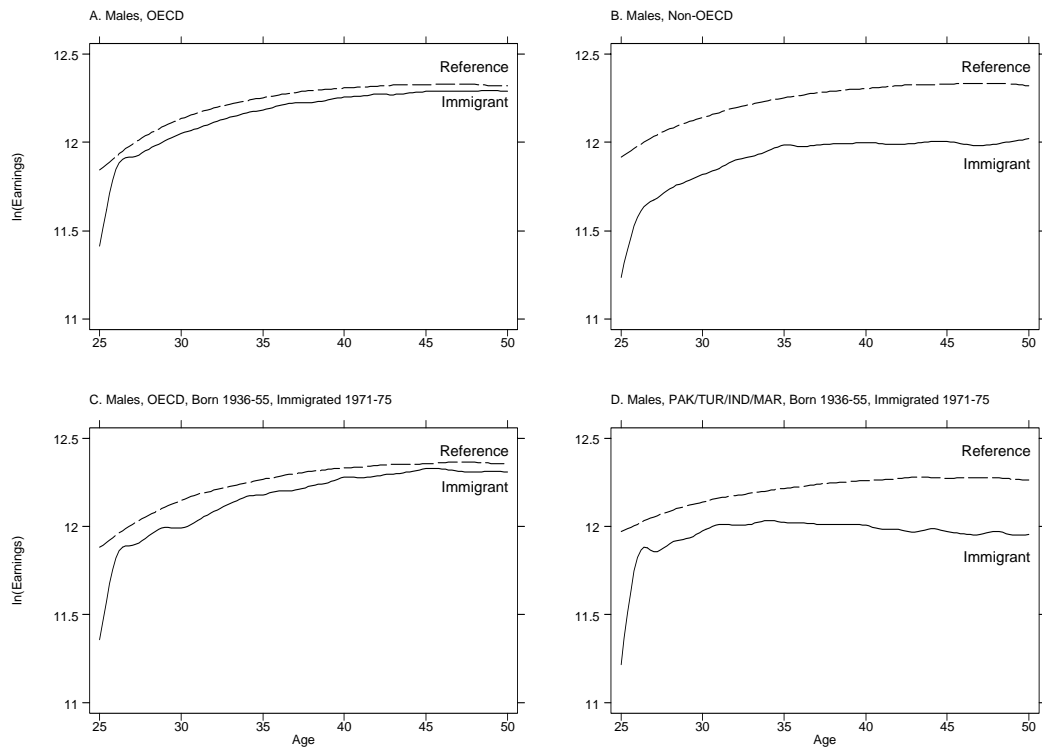 A. Males, OECD
B. Males, Non-OECD
ln(Earnings)
12.5
12
11.5
11
Reference
Immigrant
25 30 35 40 45 50
12.5
12
11.5
11
Reference
Immigrant
25 30 35 40 45 50
C. Males, OECD, Born 1936-55, Immigrated 1971-75
D. Males, PAK/TUR/IND/MAR, Born 1936-55, Immigrated 1971-75
ln(Earnings)
12.5
12
11.5
11
Reference
Immigrant
25 30 35 40 45 50
Age
12.5
12
11.5
11
Reference
Immigrant
25 30 35 40 45 50
Age